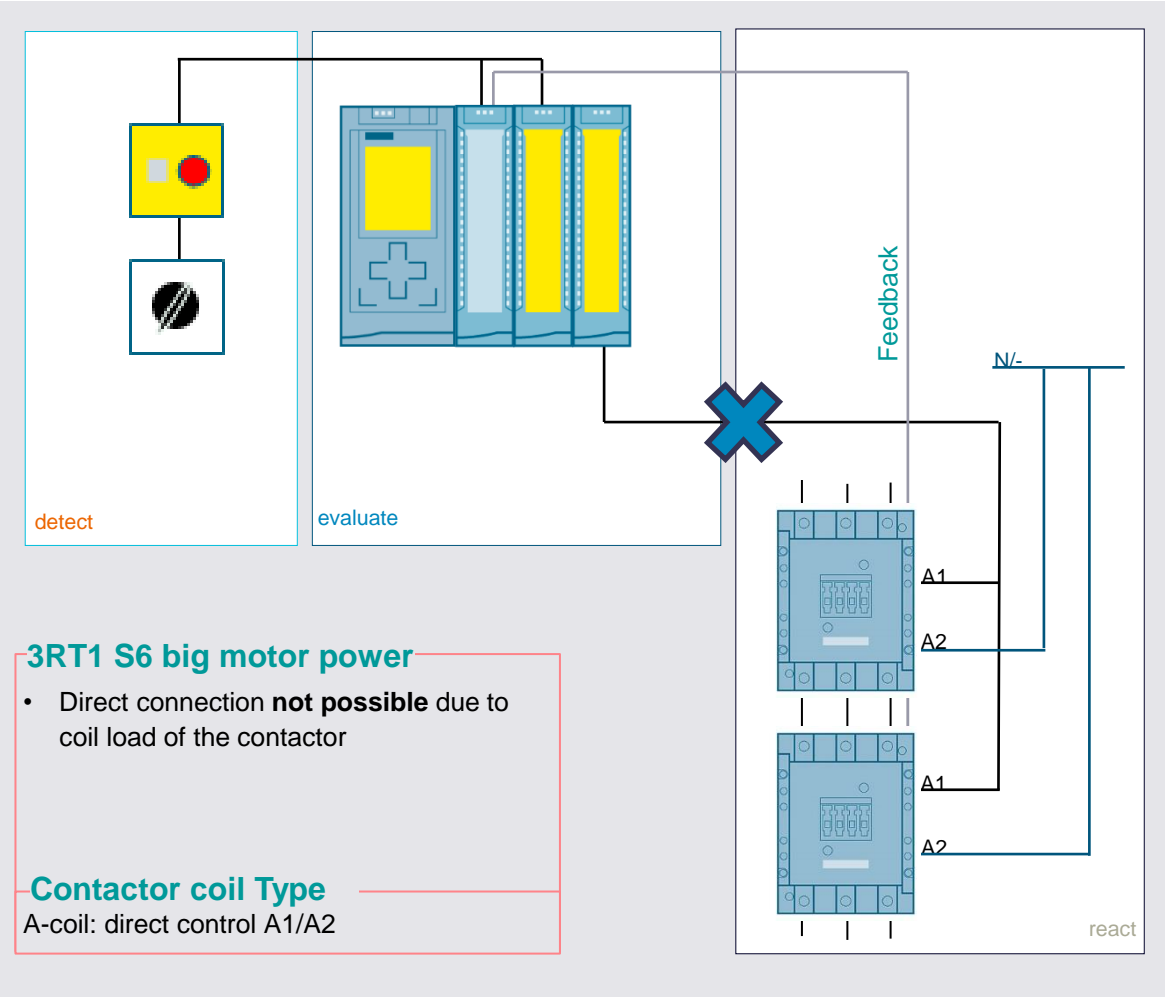 Feedback
N/-
detect
evaluate
A1
A2
3RT1 S6 big motor power
• Direct connection not possible due to
coil load of the contactor
A1
A2
Contactor coil Type
A-coil: direct control A1/A2
react